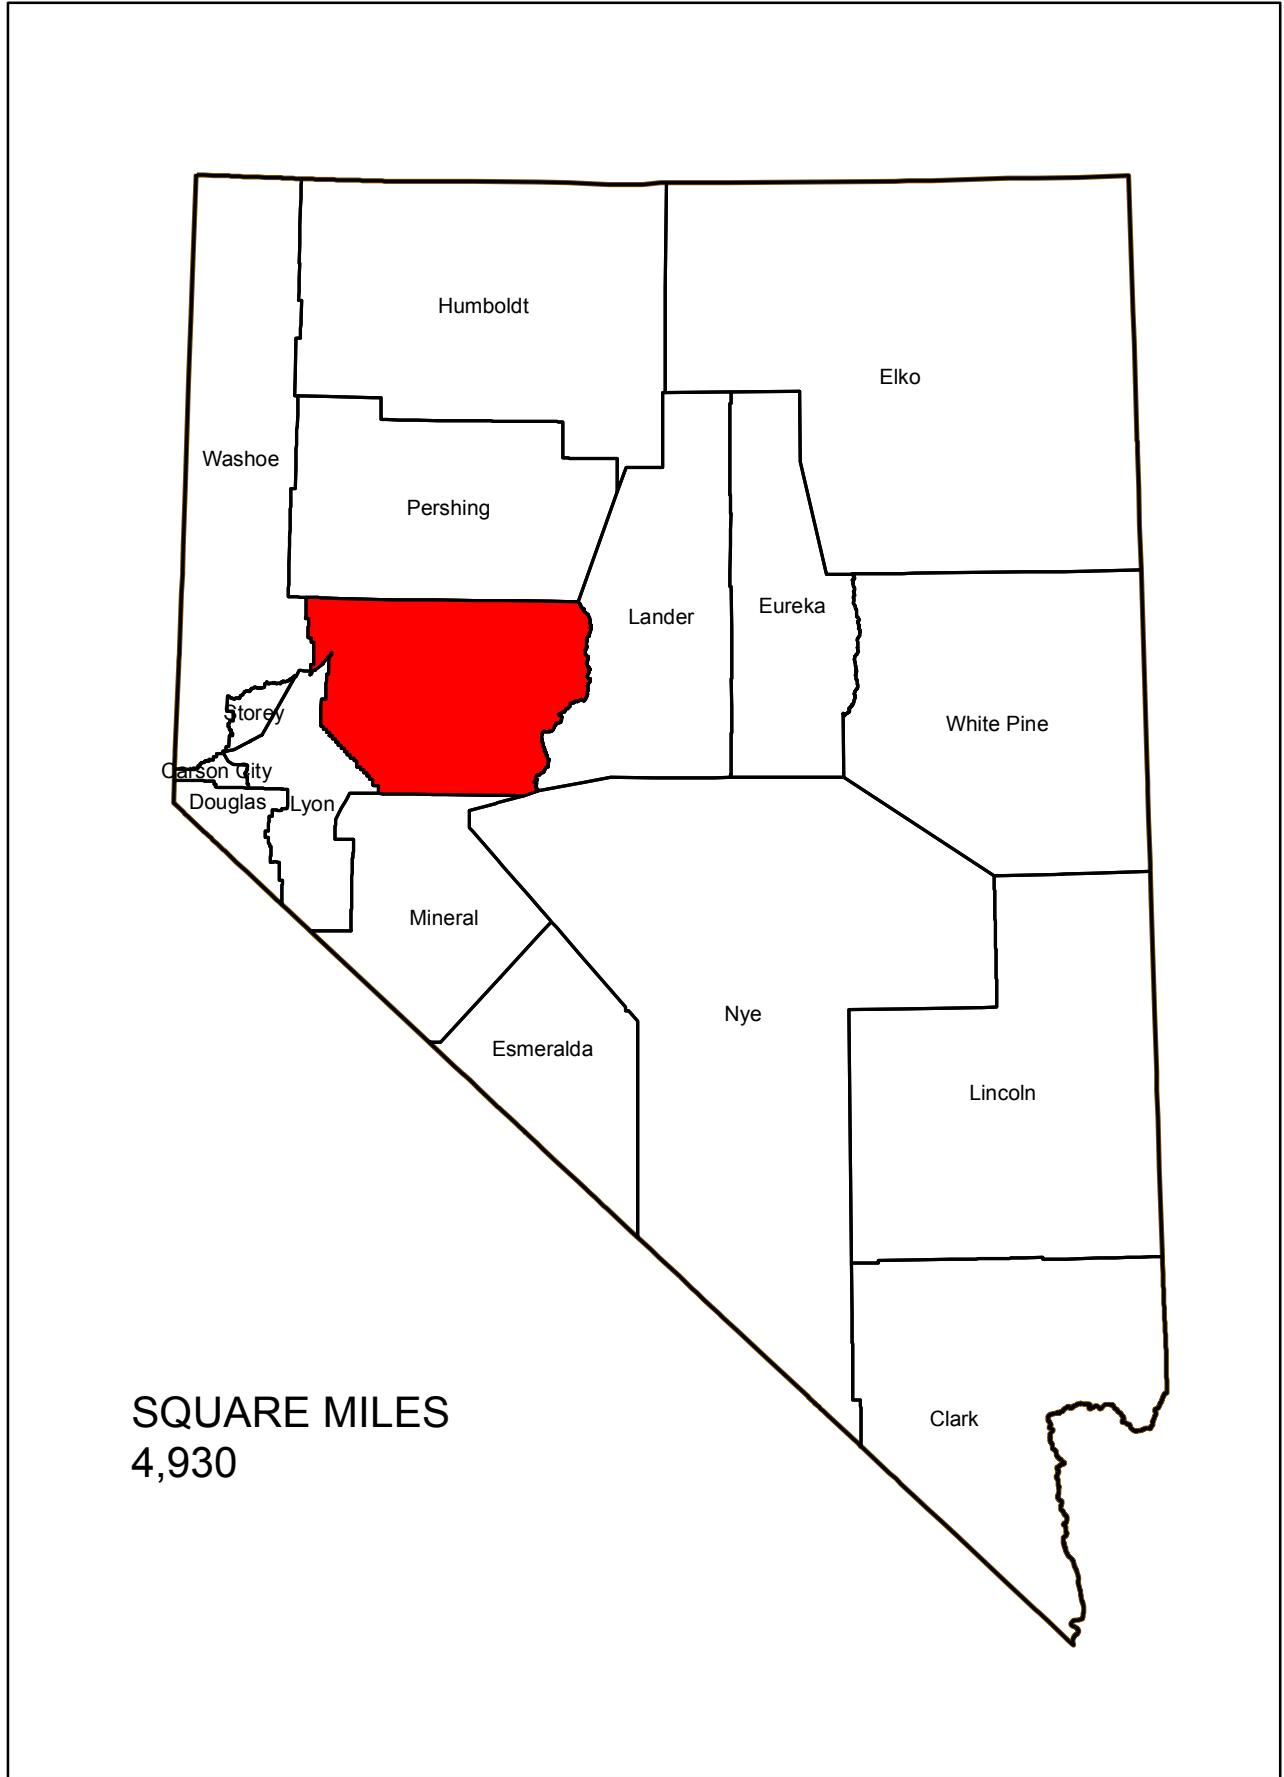 Humboldt
Elko
Washoe
Pershing
Eureka
Lander
Storey
White Pine
Carson City
Douglas
Lyon
Mineral
Nye
Esmeralda
Lincoln
SQUARE MILES
4,930
Clark